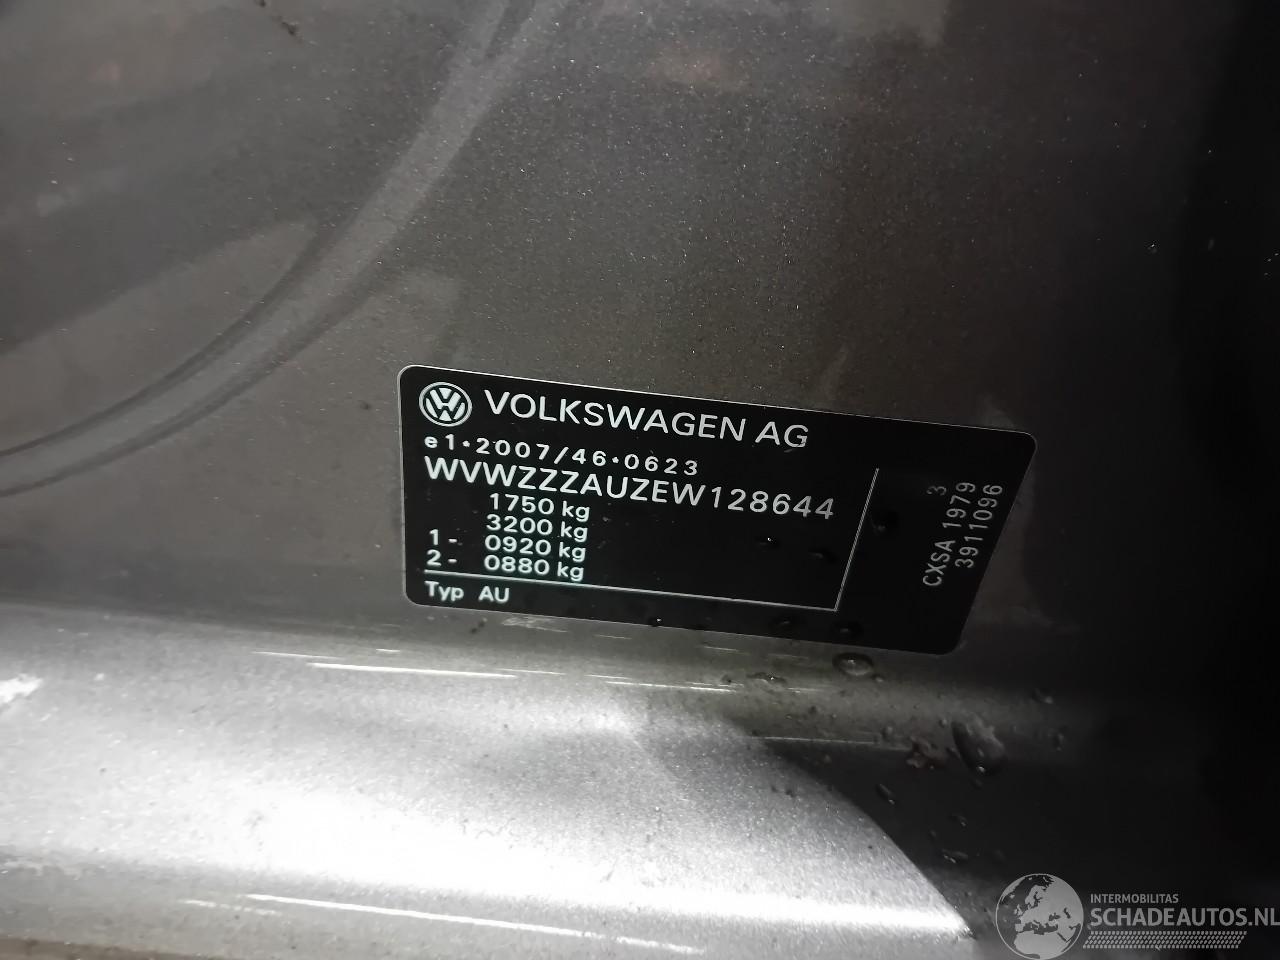 VOLKSWAGEN AG
e1*2007/46*0623
WVWZZZAUZEW128644
1750 kg
3200 kg
1 - 0920 kg
2 - 0880 kg
Typ AU
3
CXSA 1979
3911096
INTERMOBILITAS
SCHADEAUTOS.NL